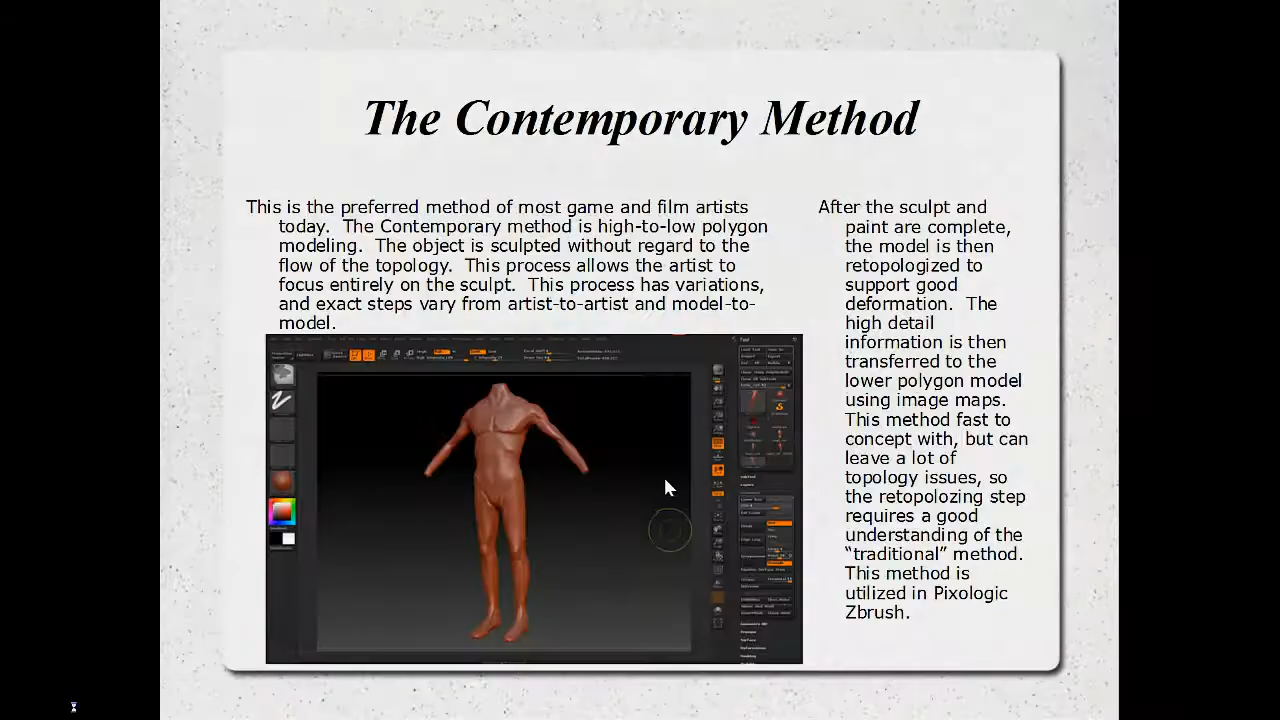 The Contemporary Method
This is the preferred method of most game and film artists
today. The Contemporary method is high-to-low polygon
modeling. The object is sculpted without regard to the
flow of the topology. This process allows the artist to
focus entirely on the sculpt. This process has variations,
and exact steps vary from artist-to-artist and model-to-
model.
After the sculpt and
paint are complete,
the model is then
retopologized to
support good
deformation. The
high detail
information is then
transferred to the
lower polygon model
using image maps.
This method fast to
concept with, but can
leave a lot of
topology issues, so
the retopolozing step
requires a good
understanding of the
“traditional” method.
This method is
utilized in Pixologic
Zbrush.
Tool